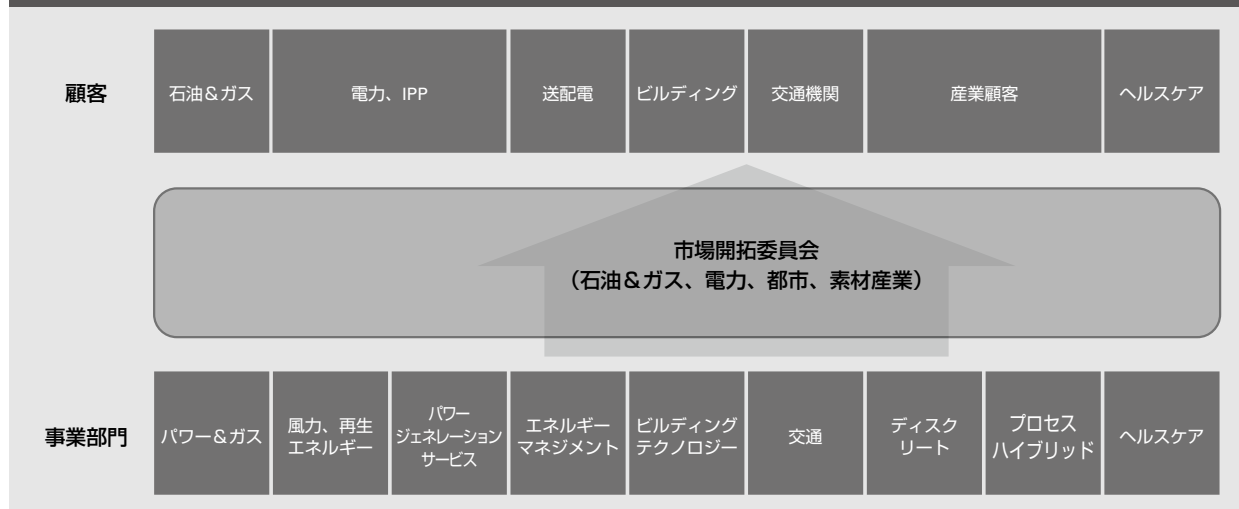 顧客
石油&ガス
電力、IPP
送配電
ビルディング
交通機関
産業顧客
ヘルスケア
市場開拓委員会
（石油&ガス、電力、都市、素材産業）
事業部門
パワー&ガス
風力、再生
エネルギー
パワー
ジェネレーション
サービス
エネルギー
マネジメント
ビルディング
テクノロジー
交通
ディスク
リート
プロセス
ハイブリッド
ヘルスケア